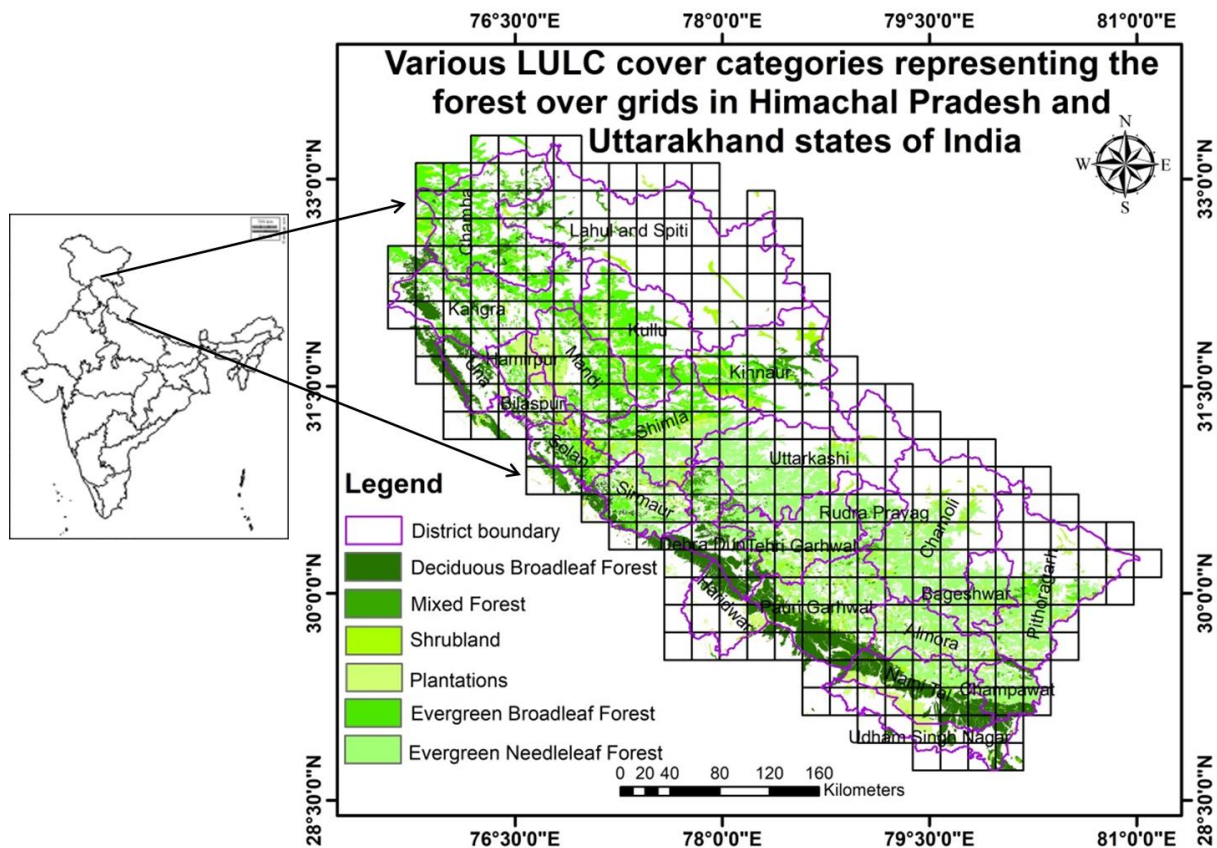 76°30'0"E 78°0'0"E 79°30'0"E 81°0'0"E
Various LULC cover categories representing the
forest over grids in Himachal Pradesh and
Uttarakhand states of India
N
W E
S
33°0'0"N 33°0'0"N
Chamba
Lahul and Spiti
Kangra
Kullu
Hamirpur
Mandi
Una
Kinnaur
31°30'0"N 31°30'0"N
Bilaspur
Shimla
Solan
Uttarkashi
Sirmaur
Rudra Prayag
Chamoli
Dehra Dun
Tehri Garhwal
Haridwar
Pauri Garhwal
Bageshwar
Pithoragarh
30°0'0"N 30°0'0"N
Almora
Naini Tal
Champawat
Udham Singh Nagar
Legend
District boundary
Deciduous Broadleaf Forest
Mixed Forest
Shrubland
Plantations
Evergreen Broadleaf Forest
Evergreen Needleleaf Forest
0 20 40 80 120 160
Kilometers
28°30'0"N 28°30'0"N
76°30'0"E 78°0'0"E 79°30'0"E 81°0'0"E